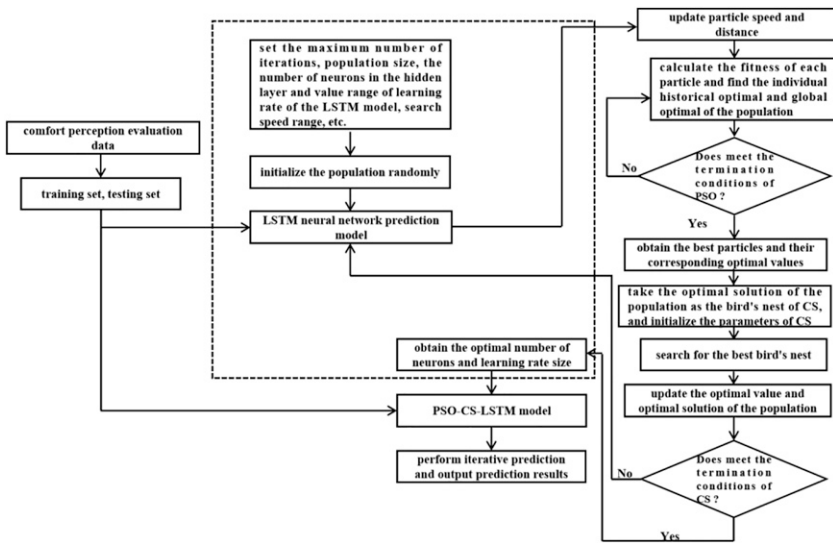 comfort perception evaluation
data
training set, testing set
set the maximum number of
iterations, population size, the
number of neurons in the hidden
layer and value range of learning
rate of the LSTM model, search
speed range, etc.
initialize the population randomly
LSTM neural network prediction
model
obtain the optimal number of
neurons and learning rate size
PSO-CS-LSTM model
perform iterative prediction
and output prediction results
update particle speed and
distance
calculate the fitness of each
particle and find the individual
historical optimal and global
optimal of the population
Does meet the
termination
conditions of
PSO ?
No
Yes
obtain the best particles and their
corresponding optimal values
take the optimal solution of the
population as the bird's nest of CS,
and initialize the parameters of CS
search for the best bird's nest
update the optimal value and
optimal solution of the population
Does meet the
termination
conditions of
CS ?
No
Yes